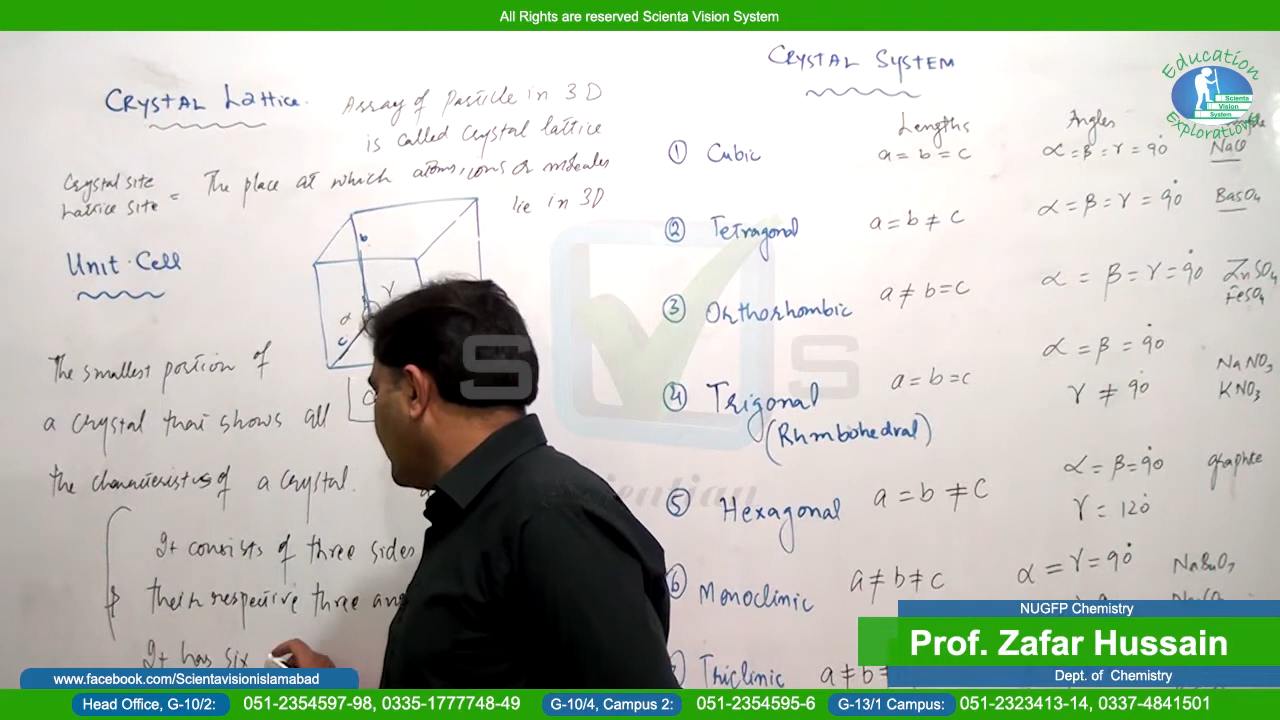 All Rights are reserved Scienta Vision System
CRYSTAL Lattice.
Array of Particle in 3D
is called Crystal lattice
Crystal site
Lattice site =
The place at which atoms, ions or molecules
lie in 3D
Unit Cell
b
γ
α
c
The smallest portion of
a crystal that shows all
the characteristics of a crystal.
It consists of three sides
their respective three
It has six
CRYSTAL SYSTEM
Lengths Angles
① Cubic a = b = c α = β = γ = 90°
② Tetragonal a = b ≠ c α = β = γ = 90° BaSO4
③ Orthorhombic a ≠ b = c α = β = γ = 90° ZnSO4
FeSO4
④ Trigonal a = b = c α = β = 90° NaNO3
(Rhmbohedral) γ ≠ 90° KNO3
⑤ Hexagonal a = b ≠ c α = β = 90° graphite
γ = 120°
⑥ Monoclinic a ≠ b ≠ c α = γ = 90°
Triclinic a ≠ b ≠
Education
Scienta
Vision
System
Exploration
S S
NUGFP Chemistry
Prof. Zafar Hussain
Dept. of Chemistry
www.facebook.com/Scientavisionislamabad
Head Office, G-10/2: 051-2354597-98, 0335-1777748-49 G-10/4, Campus 2: 051-2354595-6 G-13/1 Campus: 051-2323413-14, 0337-4841501